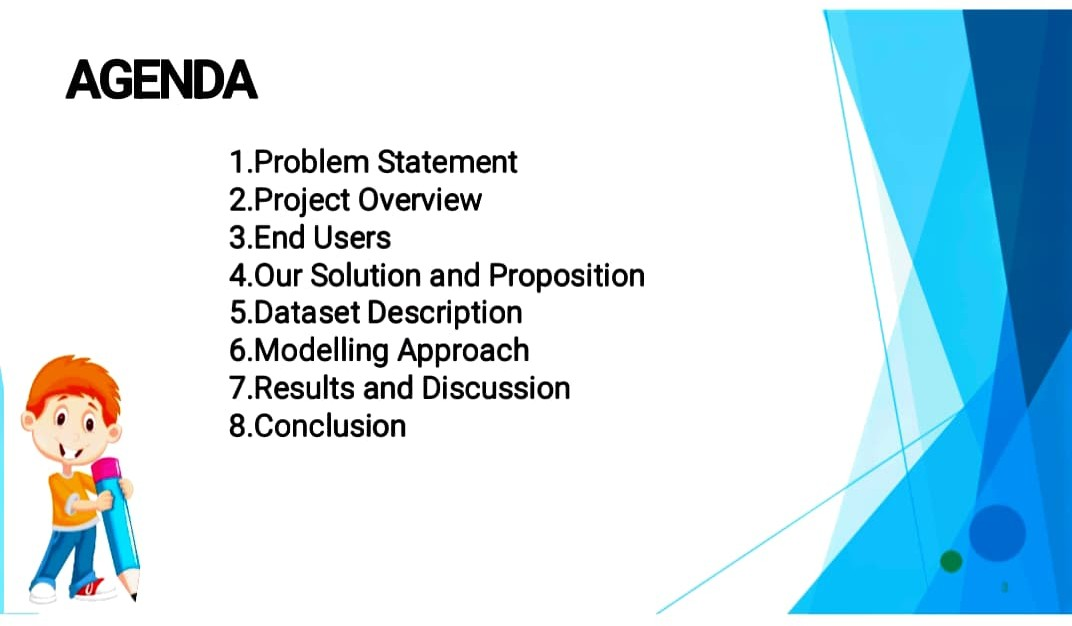 AGENDA
1.Problem Statement
2.Project Overview
3.End Users
4.Our Solution and Proposition
5.Dataset Description
6.Modelling Approach
7.Results and Discussion
8.Conclusion
3